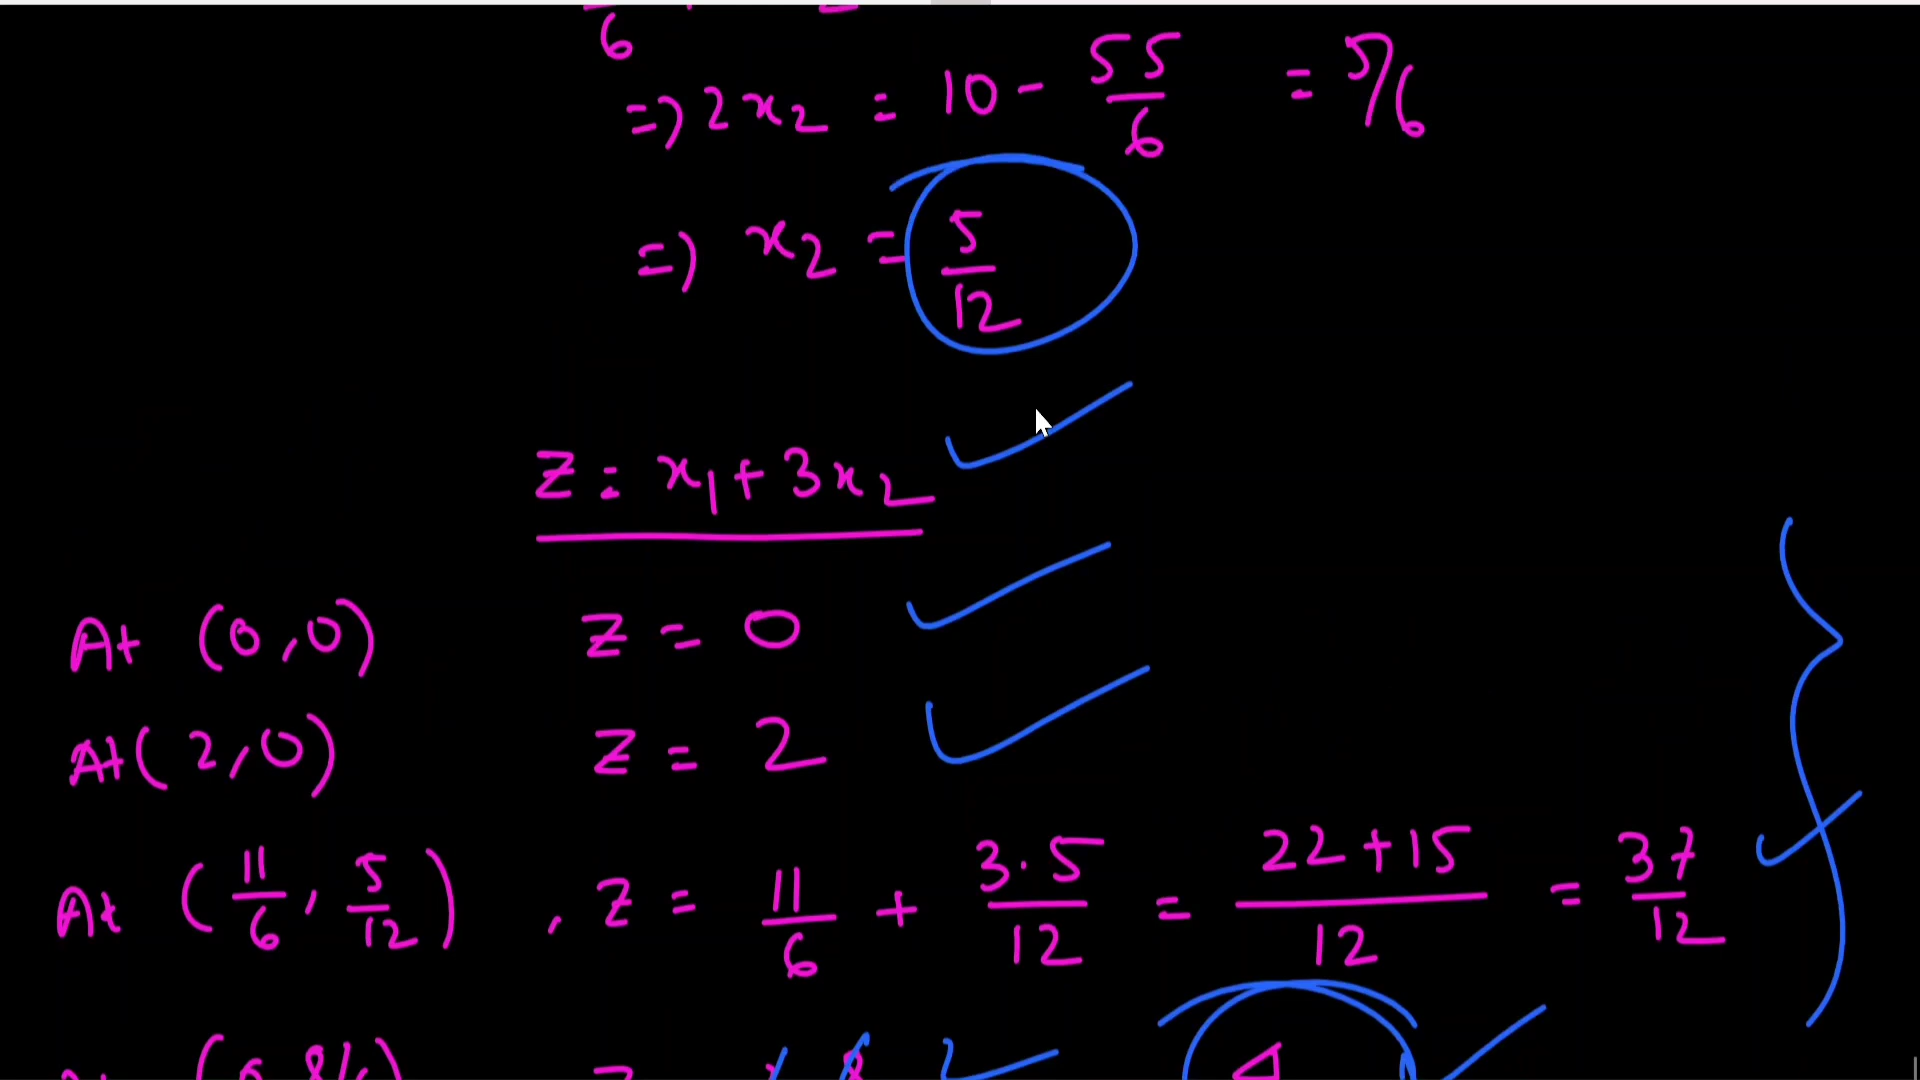 6
=> 2x₂ = 10 - 55/6 = 5/6
=> x₂ = 5/12
Z = x₁ + 3x₂
At (0,0) Z = 0
At (2,0) Z = 2
At (11/6, 5/12), Z = 11/6 + 3·5/12 = (22+15)/12 = 37/12